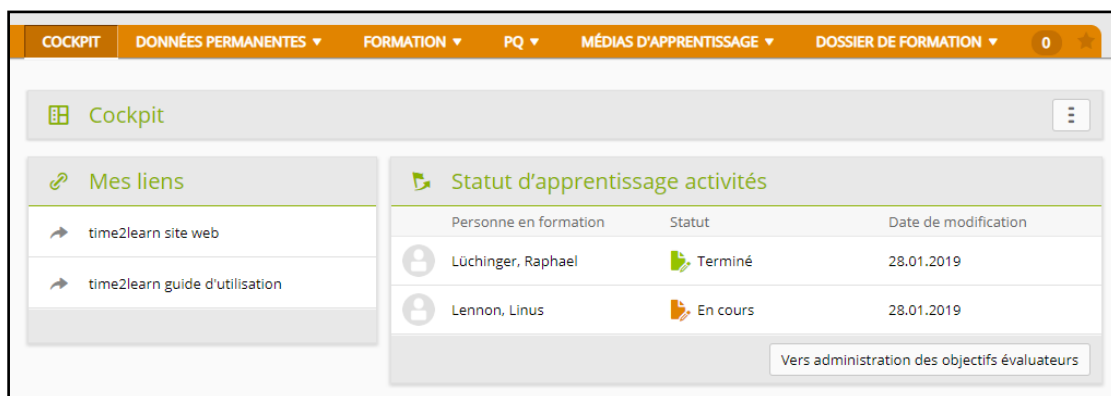 COCKPIT DONNÉES PERMANENTES FORMATION PQ MÉDIAS D'APPRENTISSAGE DOSSIER DE FORMATION 0
Cockpit
Mes liens
time2learn site web
time2learn guide d'utilisation
Statut d'apprentissage activités
Personne en formation Statut Date de modification
Lüchinger, Raphael Terminé 28.01.2019
Lennon, Linus En cours 28.01.2019
Vers administration des objectifs évaluateurs